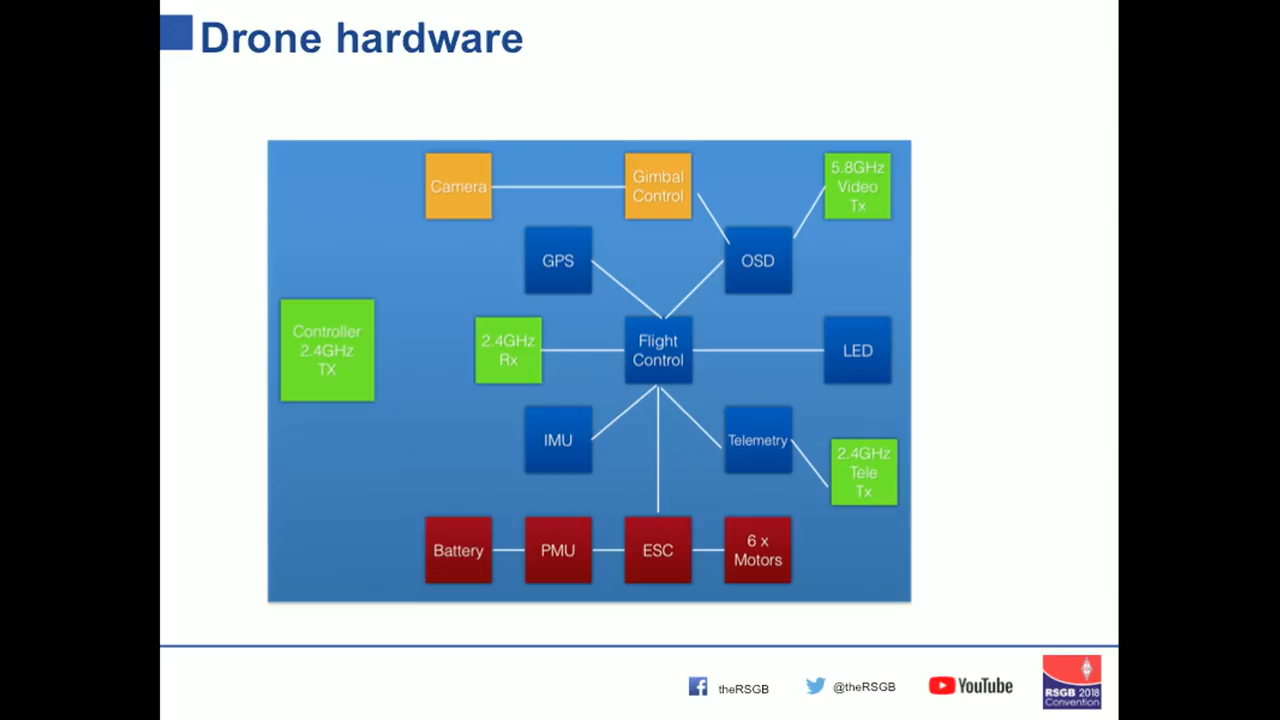 Drone hardware
Camera
Gimbal
Control
5.8GHz
Video
Tx
GPS
OSD
Controller
2.4GHz
TX
2.4GHz
Rx
Flight
Control
LED
IMU
Telemetry
2.4GHz
Tele
Tx
Battery
PMU
ESC
6 x
Motors
theRSGB
@theRSGB
YouTube
RSGB 2018
Convention